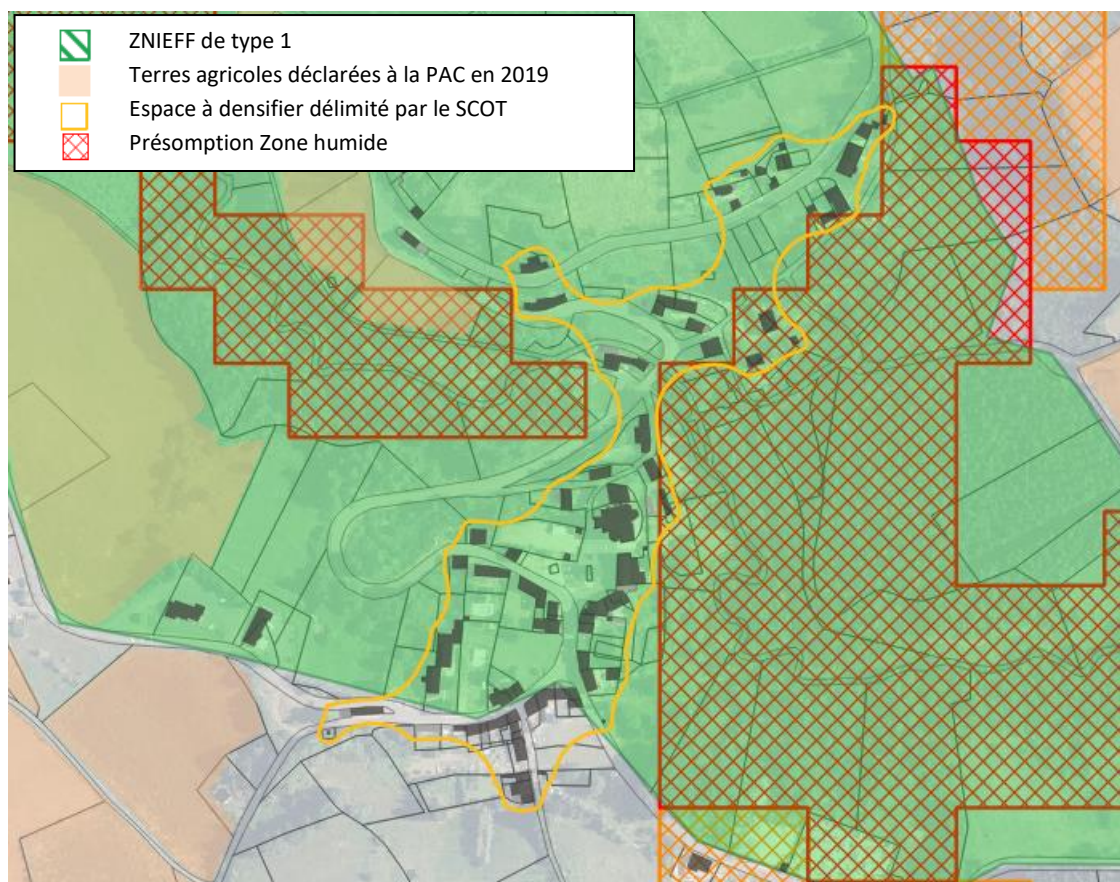 ZNIEFF de type 1
Terres agricoles déclarées à la PAC en 2019
Espace à densifier délimité par le SCOT
Présomption Zone humide